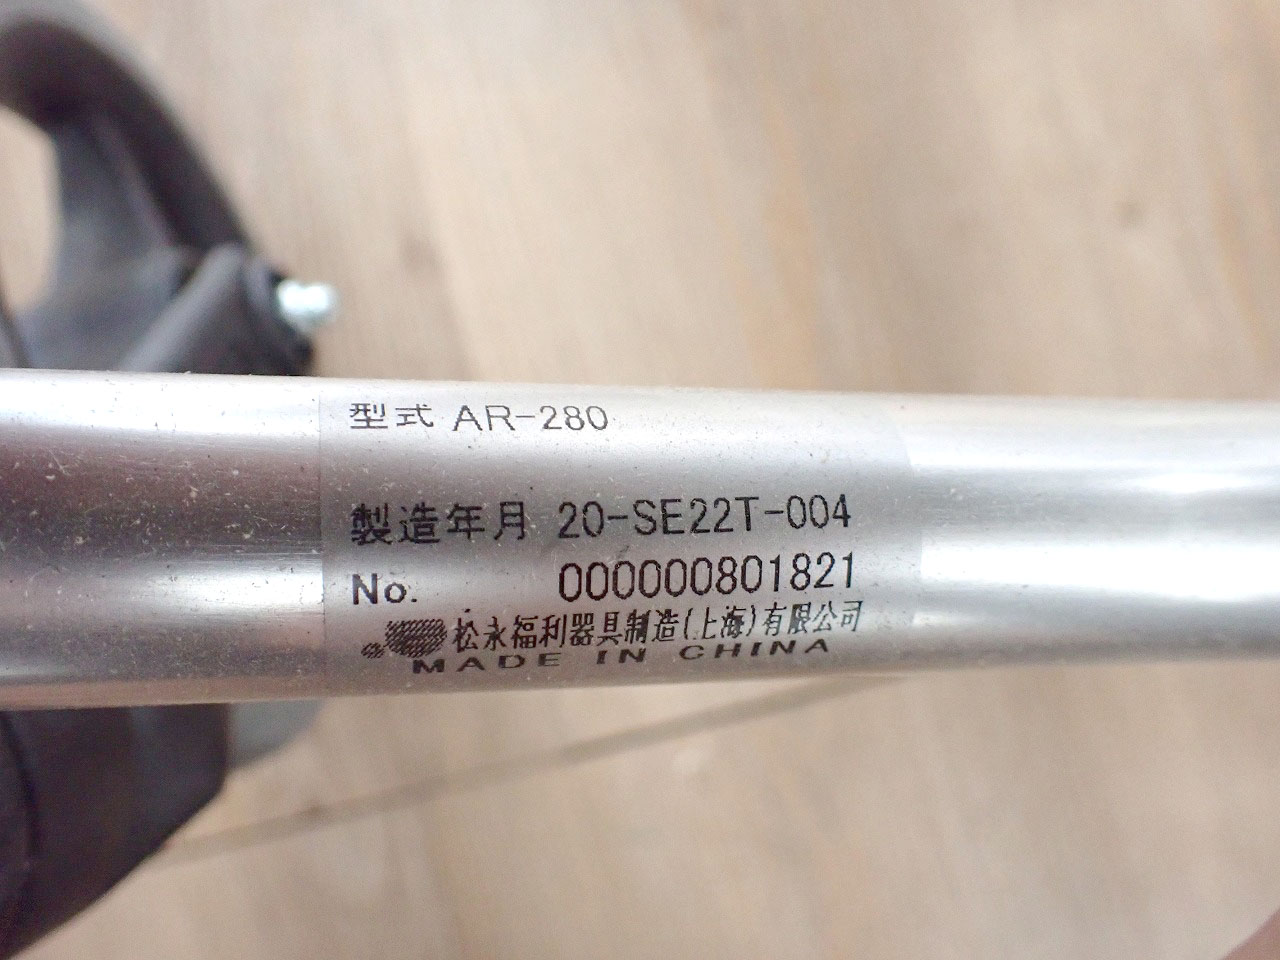 型式 AR-280
製造年月 20-SE22T-004
No. 000000801821
松永福利器具制造(上海)有限公司
MADE IN CHINA